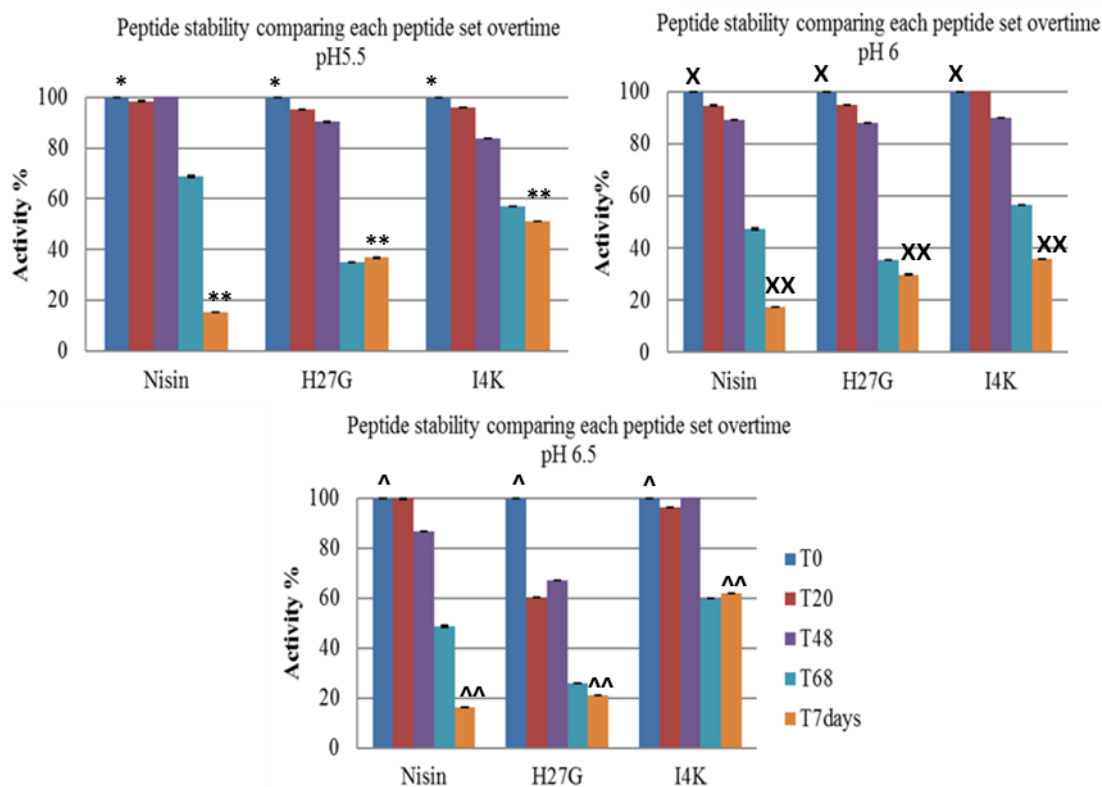 Peptide stability comparing each peptide set overtime
pH5.5
Activity %
100
80
60
40
20
0
*
*
*
**
**
**
Nisin
H27G
I4K
Peptide stability comparing each peptide set overtime
pH 6
Activity%
100
80
60
40
20
0
X
X
X
XX
XX
XX
Nisin
H27G
I4K
Peptide stability comparing each peptide set overtime
pH 6.5
Activity %
100
80
60
40
20
0
^
^
^
^^
^^
^^
Nisin
H27G
I4K
T0
T20
T48
T68
T7days